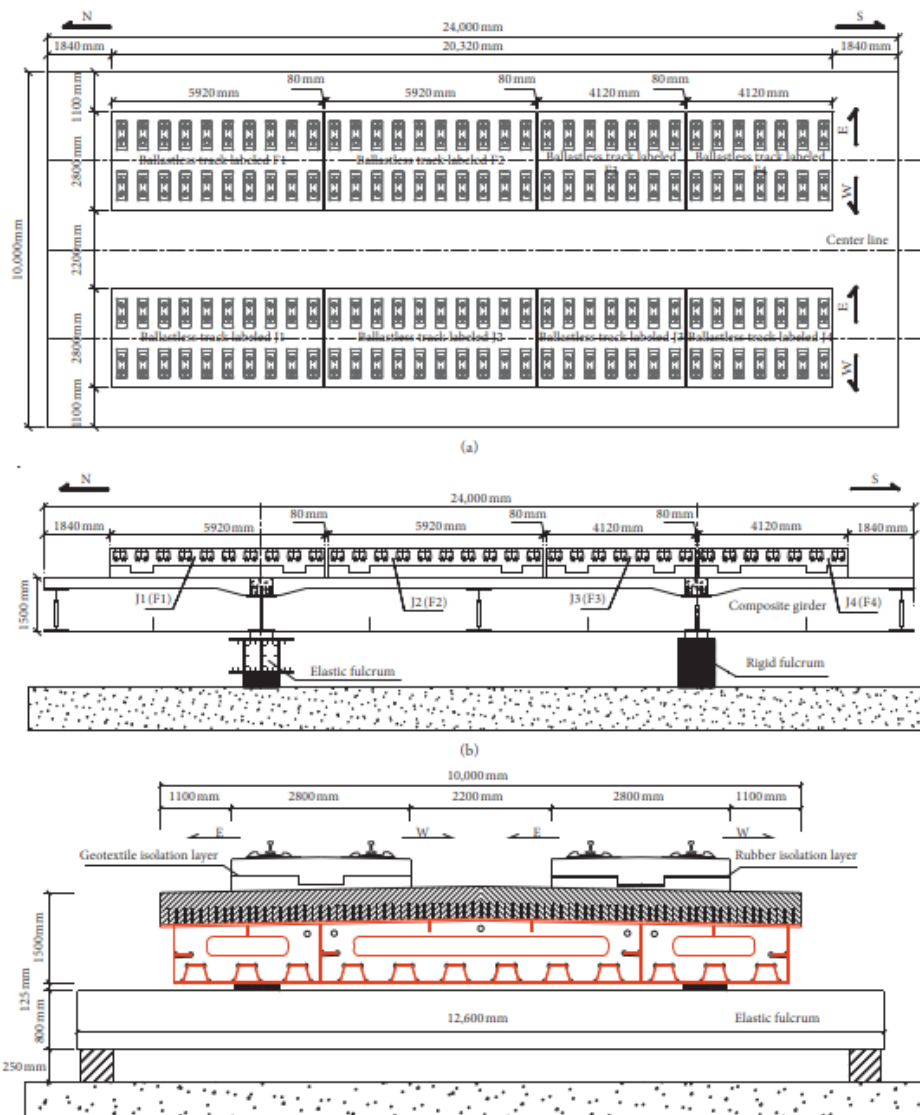 N
S
24,000 mm
1840 mm
20,320 mm
1840 mm
80 mm
80 mm
80 mm
5920 mm
5920 mm
4120 mm
4120 mm
1100 mm
E
Ballastless track labeled F1
Ballastless track labeled F2
Ballastless track labeled
F3
Ballastless track labeled
F4
2800 mm
W
10,000 mm
2200 mm
Center line
E
Ballastless track labeled J1
Ballastless track labeled J2
Ballastless track labeled J3
Ballastless track labeled J4
2800 mm
W
1100 mm
(a)
N
S
24,000 mm
1840 mm
5920 mm
80 mm
5920 mm
80 mm
4120 mm
80 mm
4120 mm
1840 mm
J1 (F1)
J2 (F2)
J3 (F3)
J4 (F4)
Composite girder
1500 mm
Elastic fulcrum
Rigid fulcrum
(b)
10,000 mm
1100 mm
2800 mm
2200 mm
2800 mm
1100 mm
E
W
E
W
Geotextile isolation layer
Rubber isolation layer
1500 mm
125 mm
800 mm
12,600 mm
Elastic fulcrum
250 mm